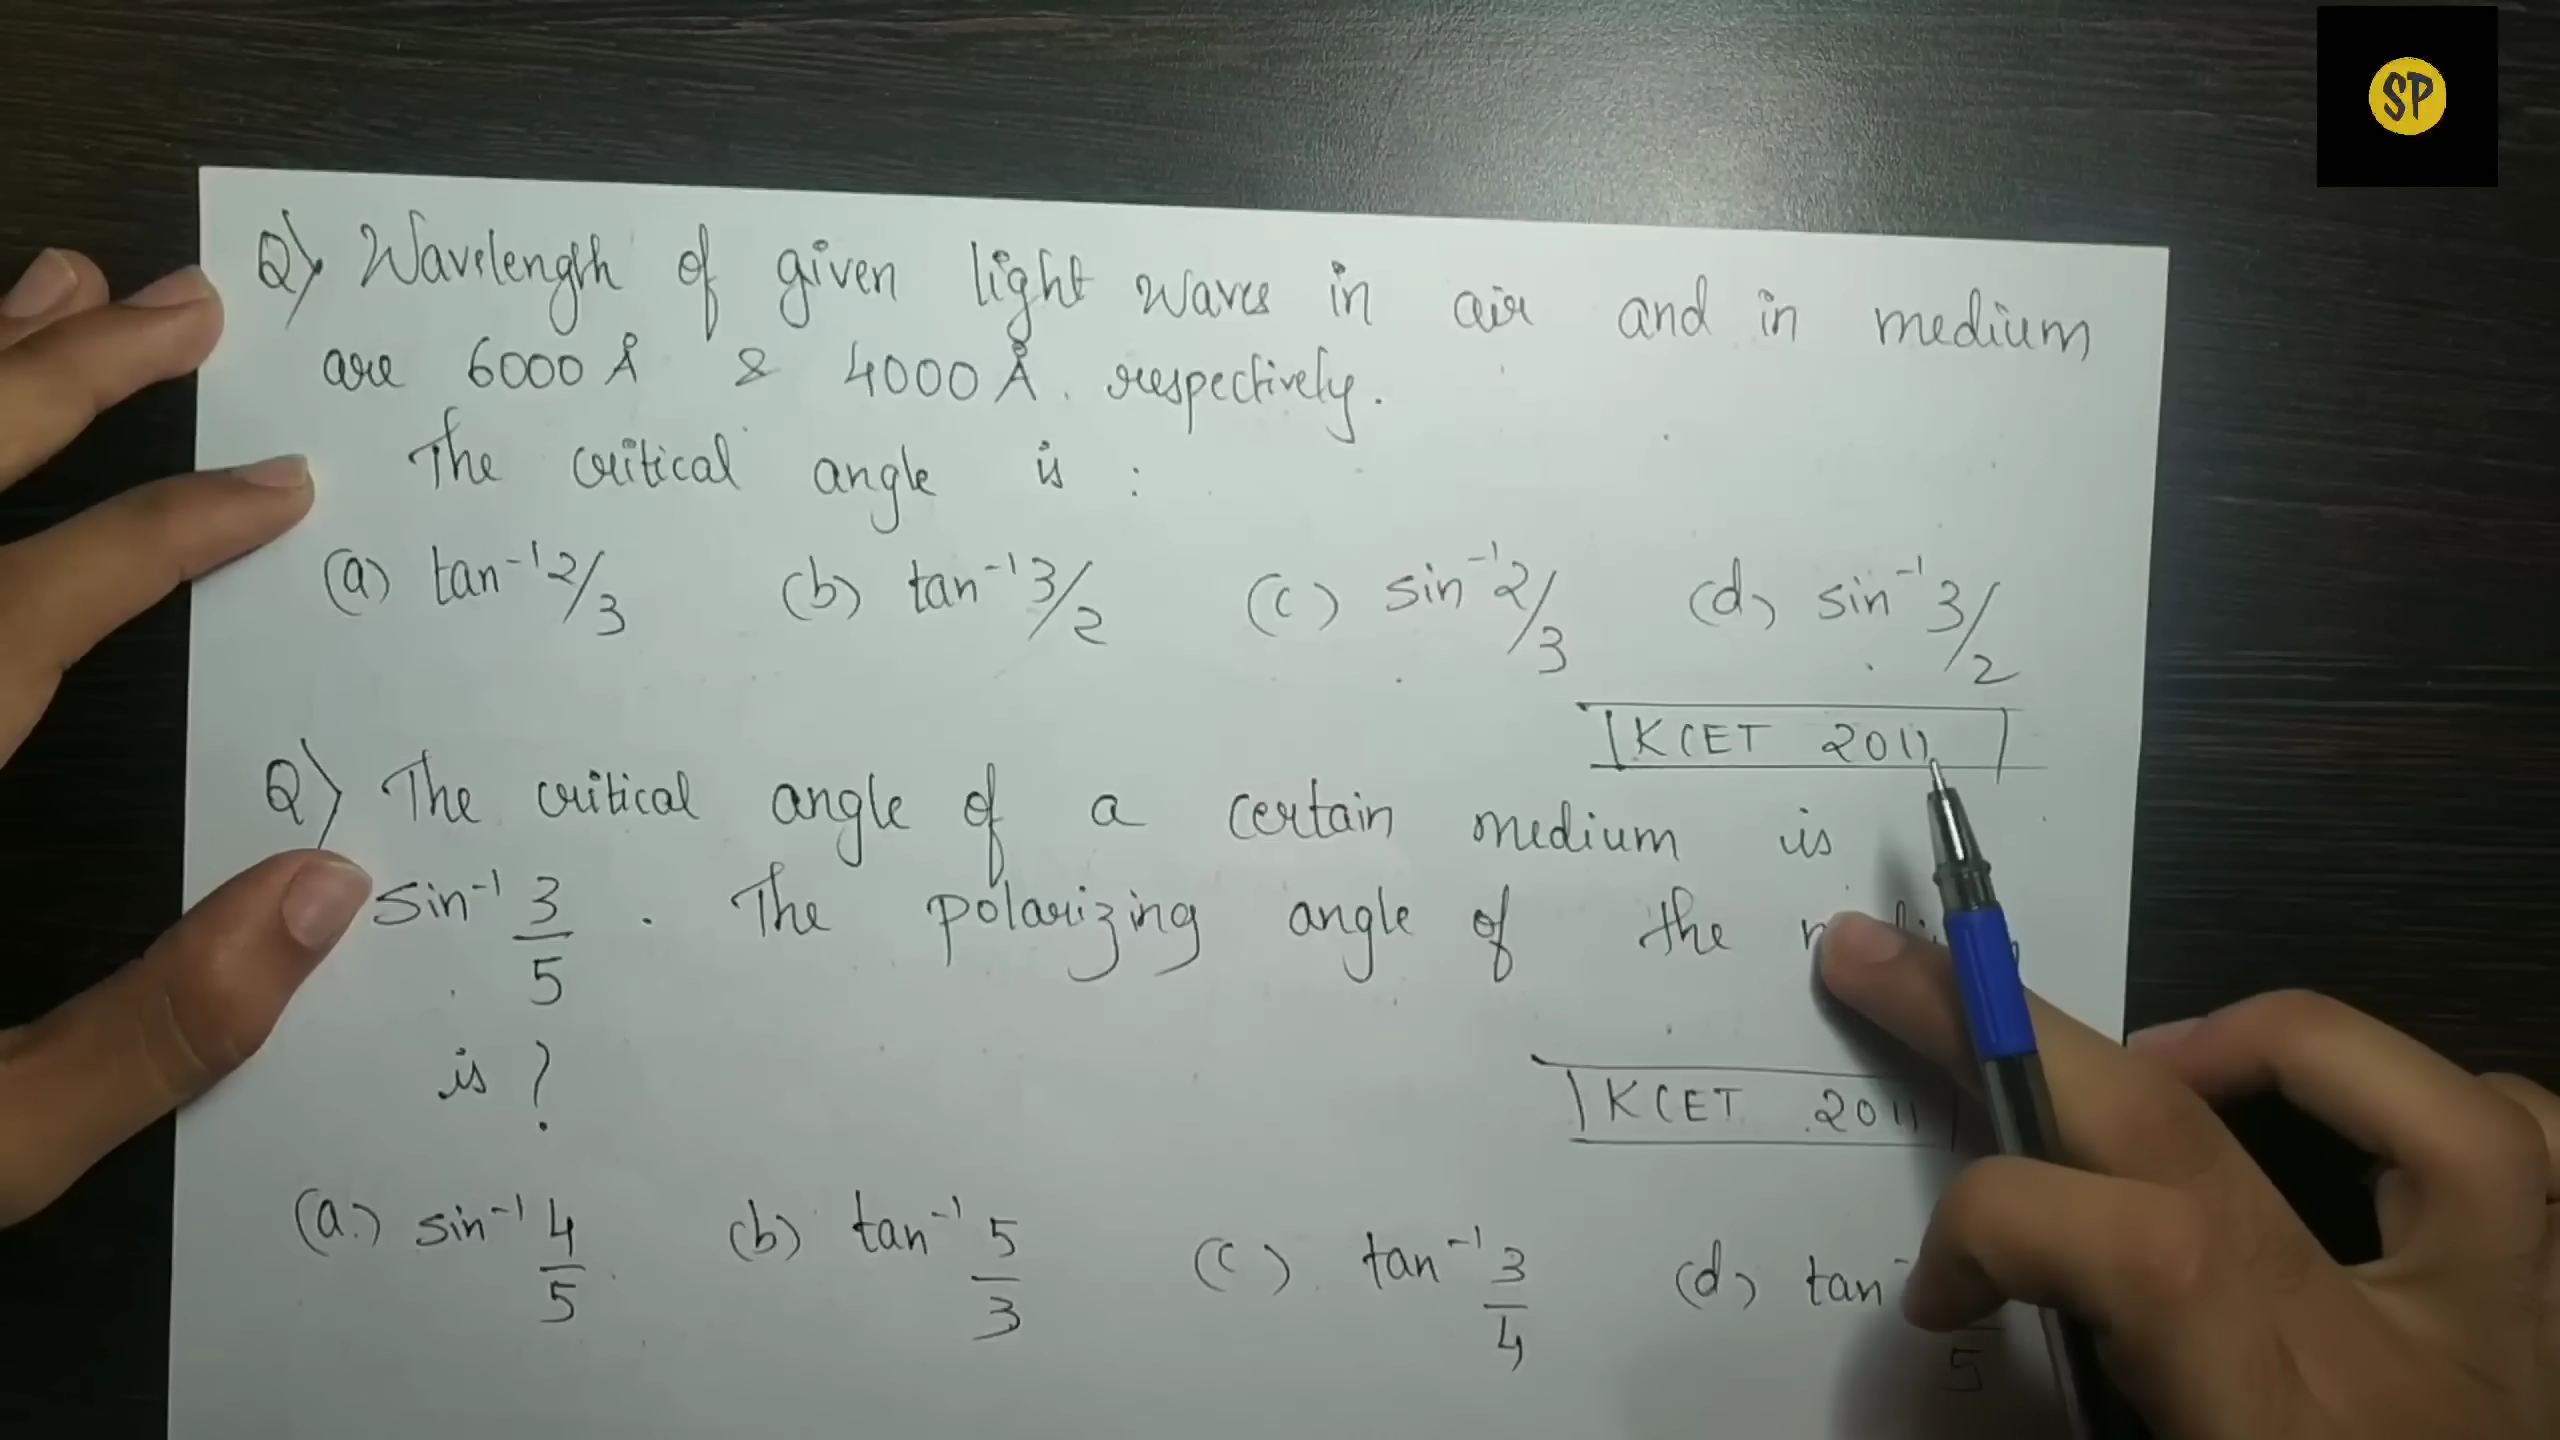 SP
Q) Wavelength of given light waves in air and in medium
are 6000 Å & 4000 Å. respectively.
The critical angle is :
(a) tan⁻¹ 2/3 (b) tan⁻¹ 3/2 (c) sin⁻¹ 2/3 (d) sin⁻¹ 3/2
KCET 2011
Q) The critical angle of a certain medium is
sin⁻¹ 3/5 . The polarizing angle of the
is ?
KCET 2011
(a.) sin⁻¹ 4/5 (b) tan⁻¹ 5/3 (c) tan⁻¹ 3/4 (d) tan 5